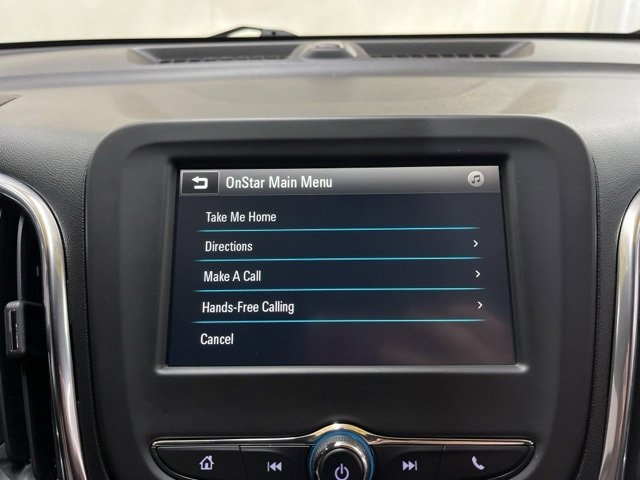 OnStar Main Menu
Take Me Home
Directions
Make A Call
Hands-Free Calling
Cancel